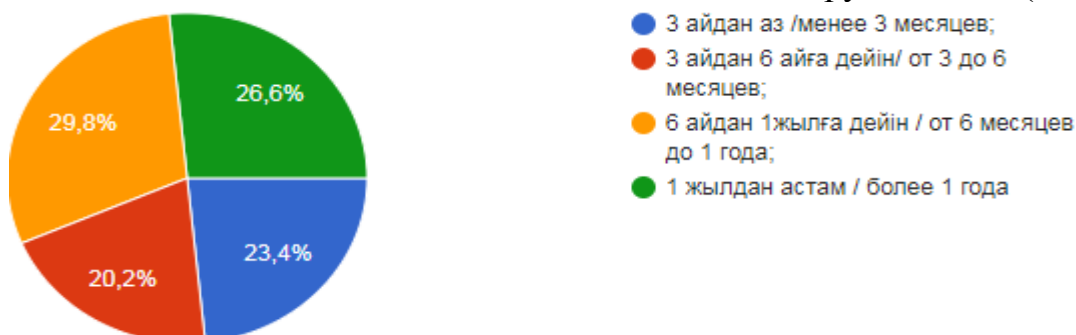 3 айдан аз /менее 3 месяцев;
3 айдан 6 айға дейін/ от 3 до 6
месяцев;
6 айдан 1жылға дейін / от 6 месяцев
до 1 года;
1 жылдан астам / более 1 года
26,6%
29,8%
23,4%
20,2%